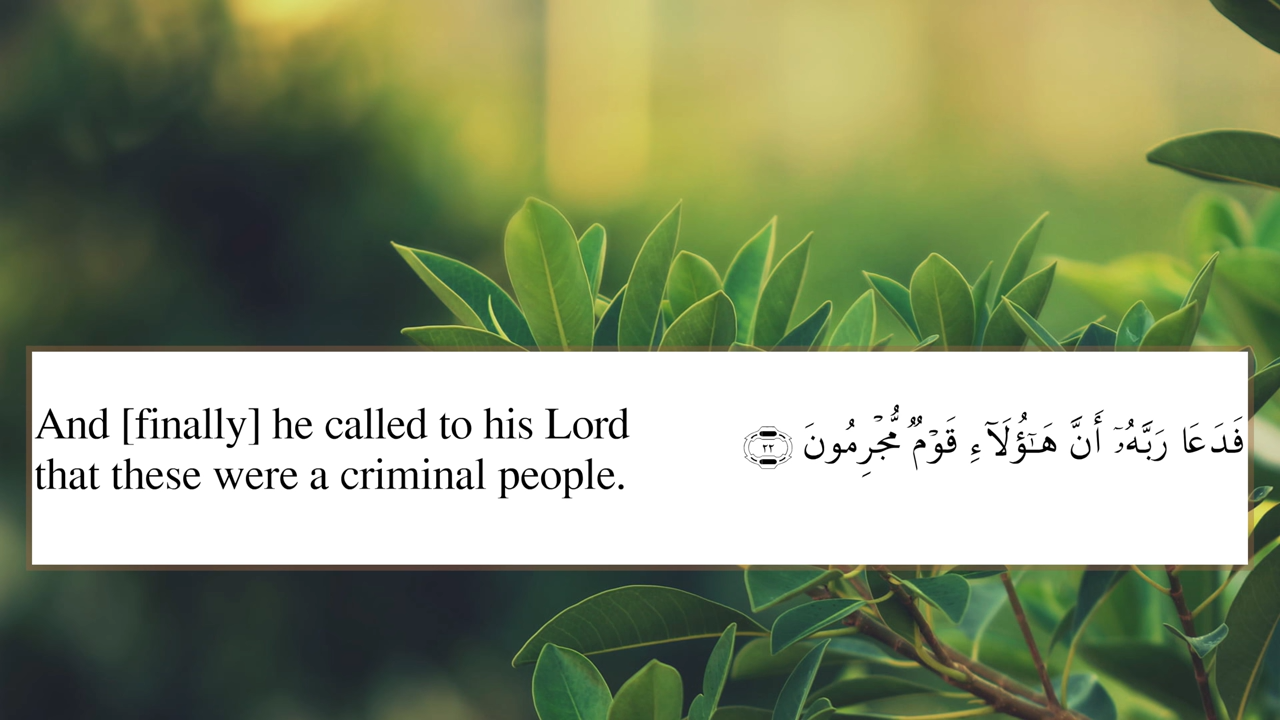 And [finally] he called to his Lord
that these were a criminal people.
فَدَعَا رَبَّهُۥٓ أَنَّ هَـٰٓؤُلَآءِ قَوْمٌ مُّجْرِمُونَ ٢٢